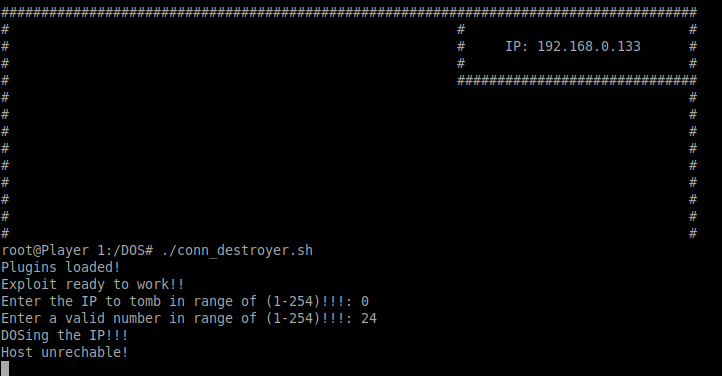 #######################################################################################
# # #
# # IP: 192.168.0.133 #
# # #
# ##############################
# #
# #
# #
# #
# #
# #
# #
# #
# #
root@Player 1:/DOS# ./conn_destroyer.sh
Plugins loaded!
Exploit ready to work!!
Enter the IP to tomb in range of (1-254)!!!: 0
Enter a valid number in range of (1-254)!!!: 24
DOSing the IP!!!
Host unrechable!